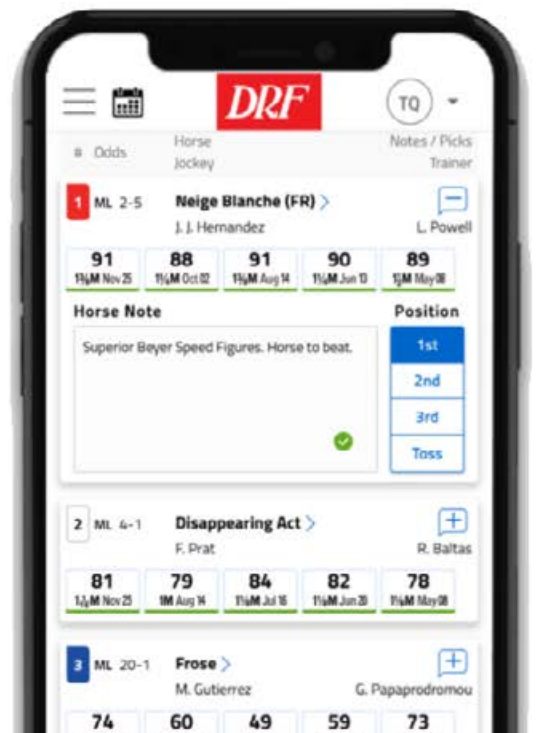 DRF
TQ
# Odds
Horse
Jockey
Notes / Picks
Trainer
1 ML 2-5 Neige Blanche (FR) >
J. J. Hernandez L. Powell
91 88 91 90 89
Nov 25 Oct 02 Aug 14 Jun 13 May 08
Horse Note Position
Superior Beyer Speed Figures. Horse to beat.
1st
2nd
3rd
Toss
2 ML 4-1 Disappearing Act >
F. Prat R. Baltas
81 79 84 82 78
Nov 25 1M Aug 14 Jul 16 Jun 20 May 08
3 ML 20-1 Frose >
M. Gutierrez G. Papaprodromou
74 60 49 59 73